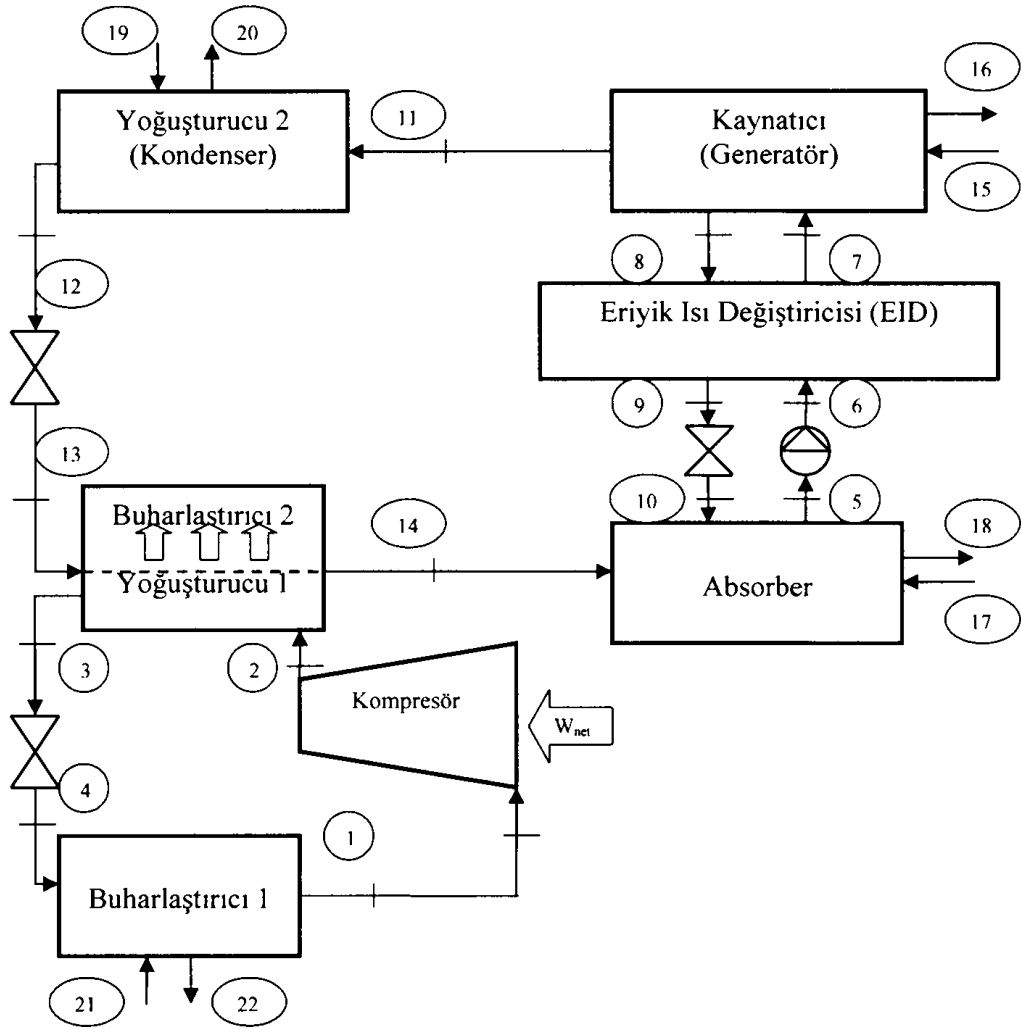 19
20
16
Yoğuşturucu 2
(Kondenser)
11
Kaynatıcı
(Generatör)
15
8
7
12
Eriyik Isı Değiştiricisi (EID)
9
6
13
10
5
Buharlaştırıcı 2
14
18
Yoğuşturucu 1
Absorber
17
3
2
Kompresör
Wnet
4
1
Buharlaştırıcı 1
21
22